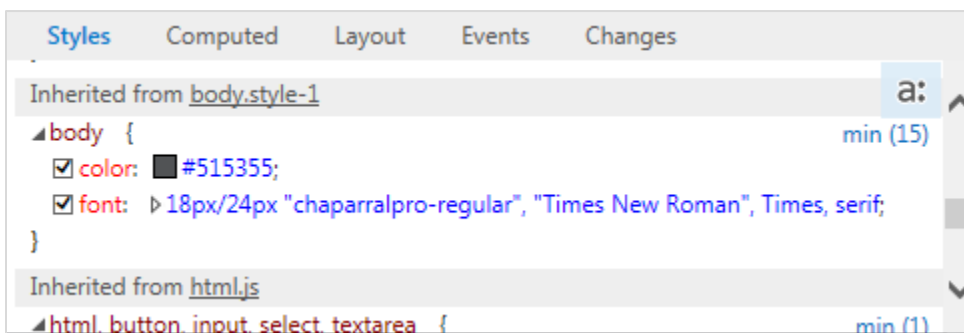 Styles Computed Layout Events Changes
}
Inherited from body.style-1
a:
body {
min (15)
color: #515355;
font: 18px/24px "chaparralpro-regular", "Times New Roman", Times, serif;
}
Inherited from html.js
html, button, input, select, textarea {
min (1)